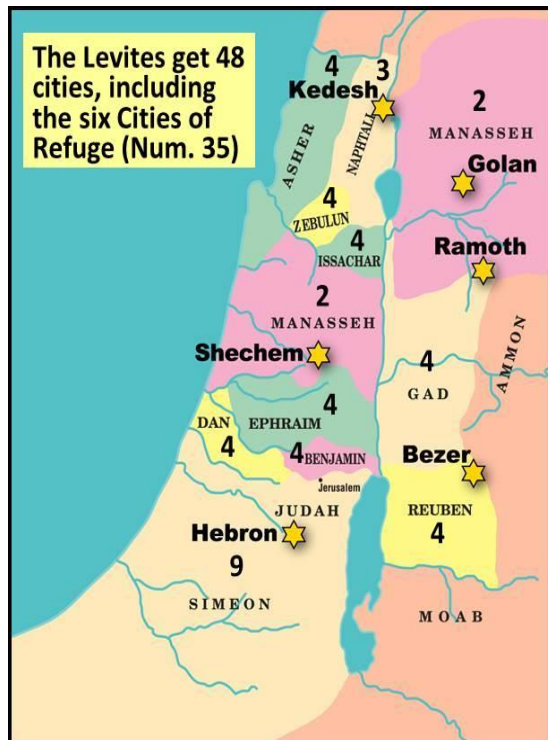 The Levites get 48
cities, including
the six Cities of
Refuge (Num. 35)
4
3
Kedesh
2
MANASSEH
ASHER
NAPHTALI
Golan
4
ZEBULUN
4
ISSACHAR
Ramoth
2
MANASSEH
Shechem
4
GAD
AMMON
DAN
4
EPHRAIM
4
4 BENJAMIN
Bezer
Jerusalem
JUDAH
REUBEN
4
Hebron
9
SIMEON
MOAB